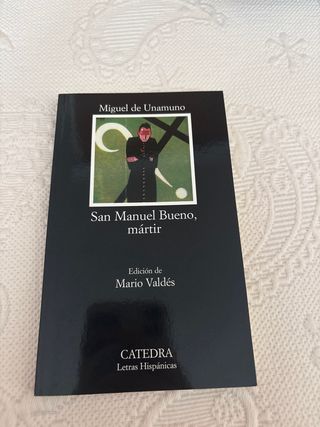 Miguel de Unamuno
San Manuel Bueno,
mártir
Edición de
Mario Valdés
CATEDRA
Letras Hispánicas